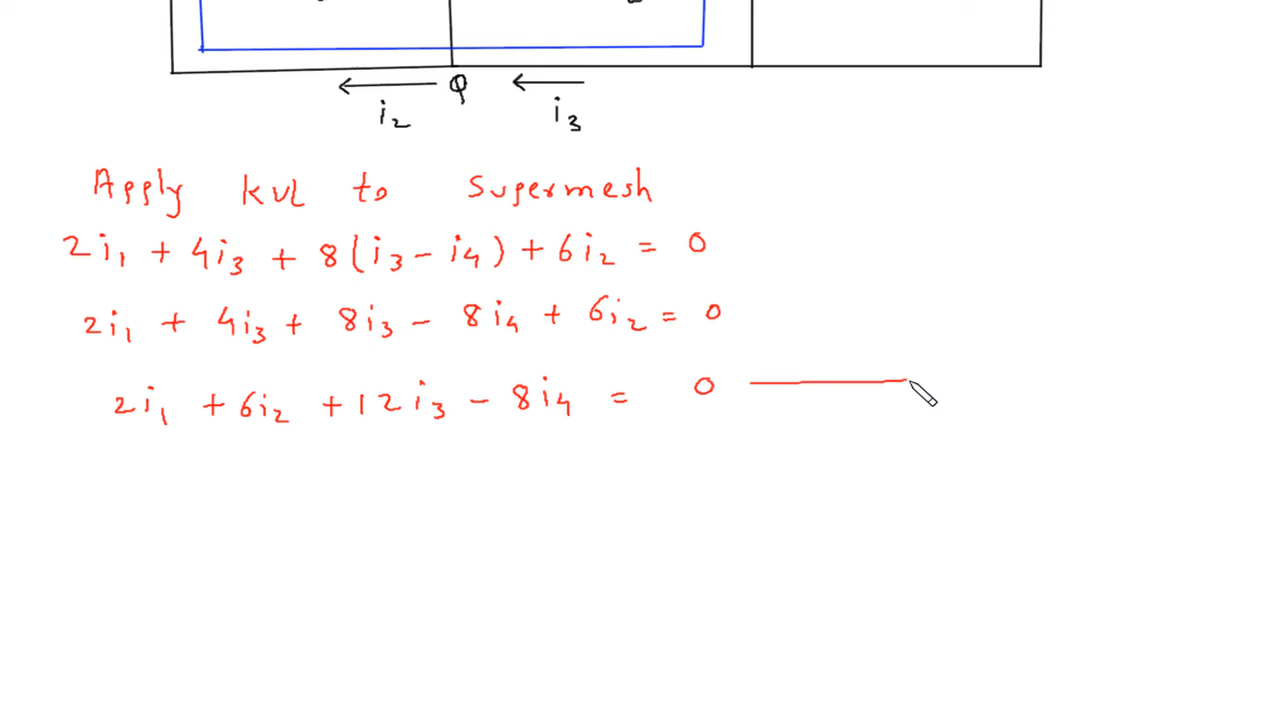 Q
i₂ i₃
Apply kVL to Supermesh
2i₁ + 4i₃ + 8(i₃ - i₄) + 6i₂ = 0
2i₁ + 4i₃ + 8i₃ - 8i₄ + 6i₂ = 0
2i₁ + 6i₂ + 12i₃ - 8i₄ = 0